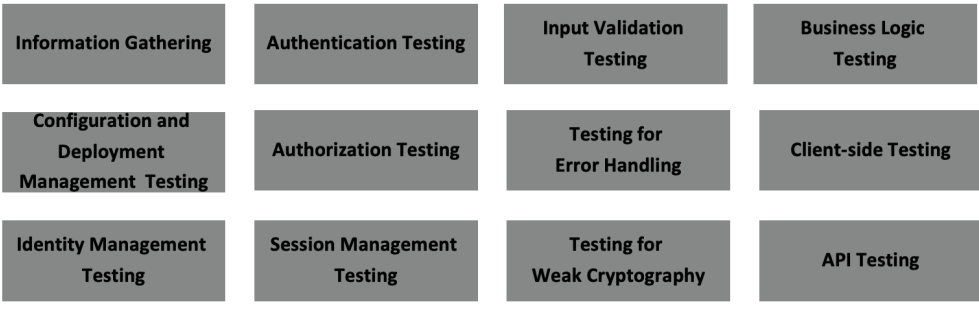 Information Gathering
Authentication Testing
Input Validation
Testing
Business Logic
Testing
Configuration and
Deployment
Management Testing
Authorization Testing
Testing for
Error Handling
Client-side Testing
Identity Management
Testing
Session Management
Testing
Testing for
Weak Cryptography
API Testing